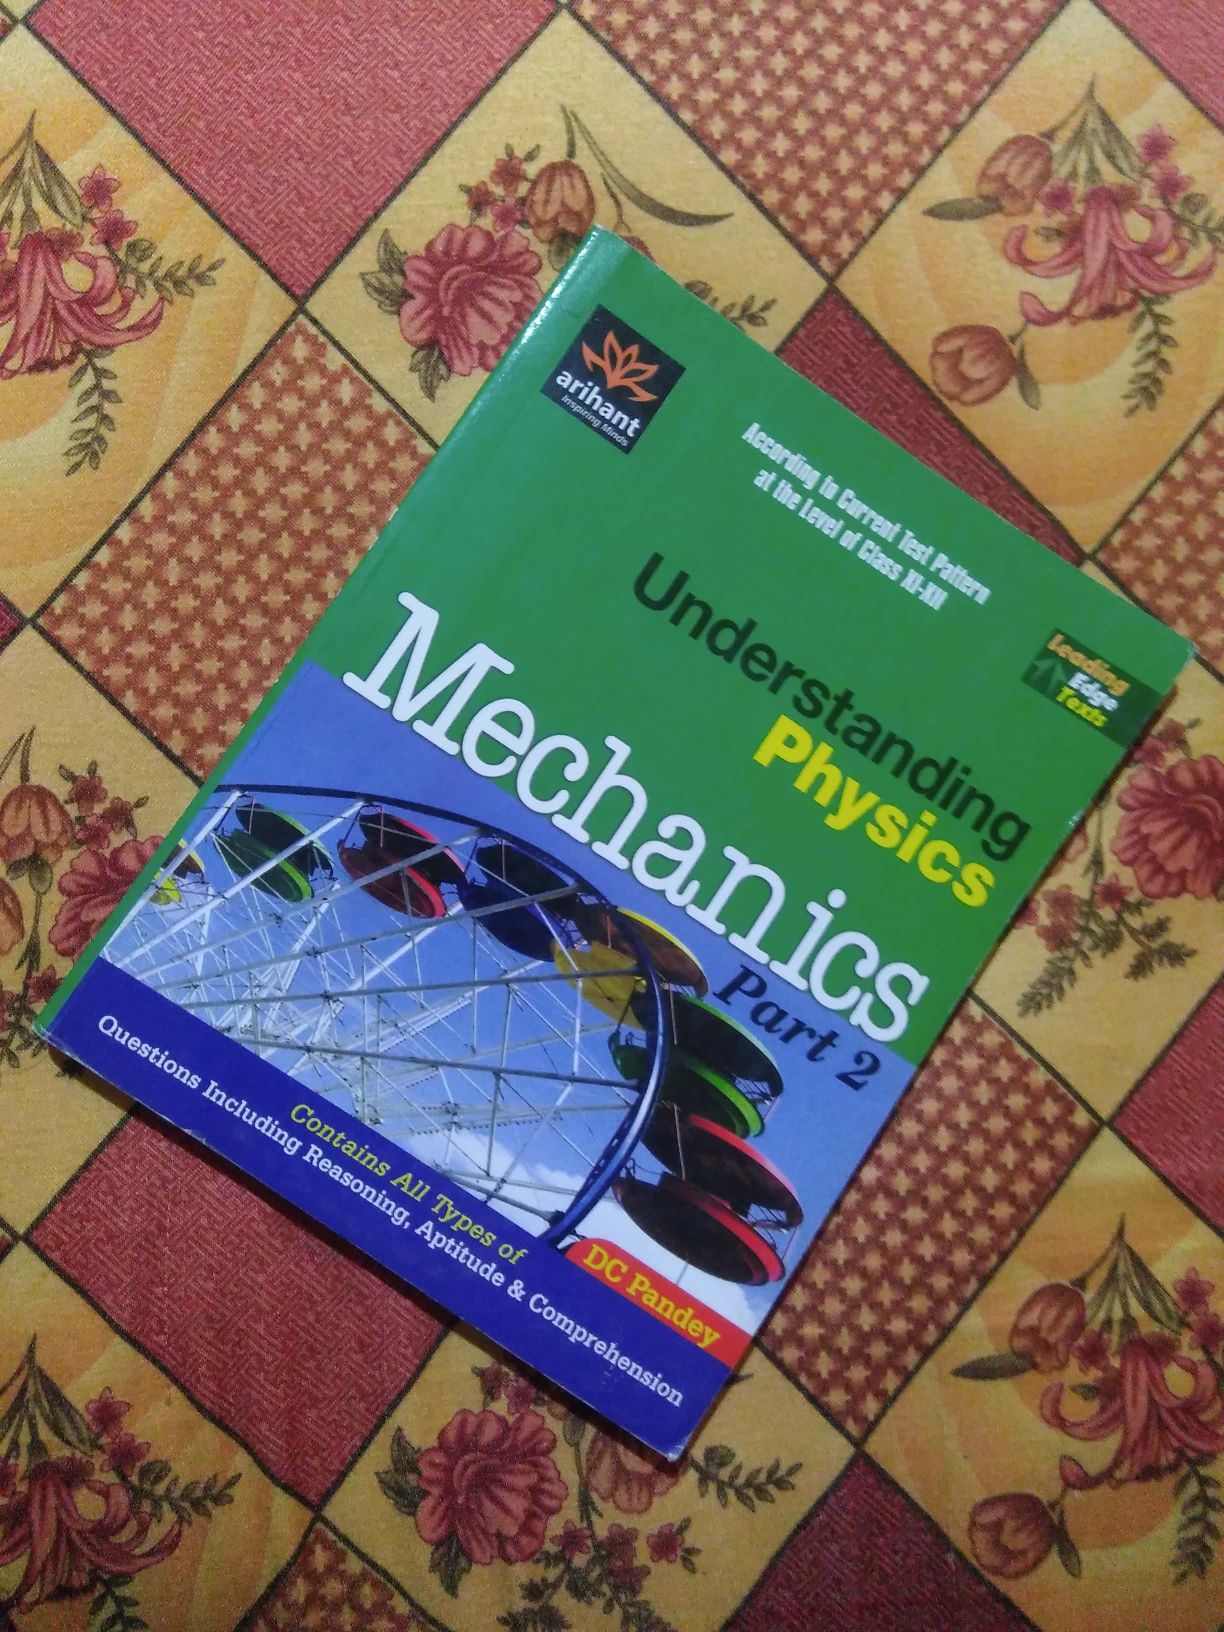 arihant
Inspiring Minds
According to Current Test Pattern
at the Level of Class XI-XII
Leading
Edge
Texts
Understanding
Physics
Mechanics
Part 2
Contains All Types of
Questions Including Reasoning, Aptitude & Comprehension
DC Pandey